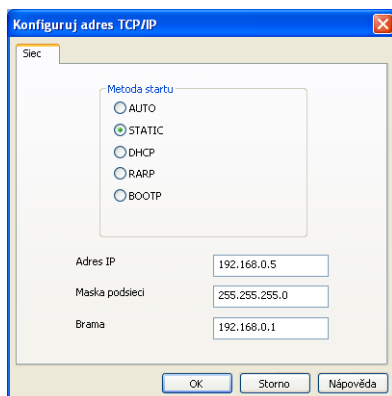 Konfiguruj adres TCP/IP
Siec
Metoda startu
AUTO
STATIC
DHCP
RARP
BOOTP
Adres IP 192.168.0.5
Maska podsieci 255.255.255.0
Brama 192.168.0.1
OK Storno Nápověda